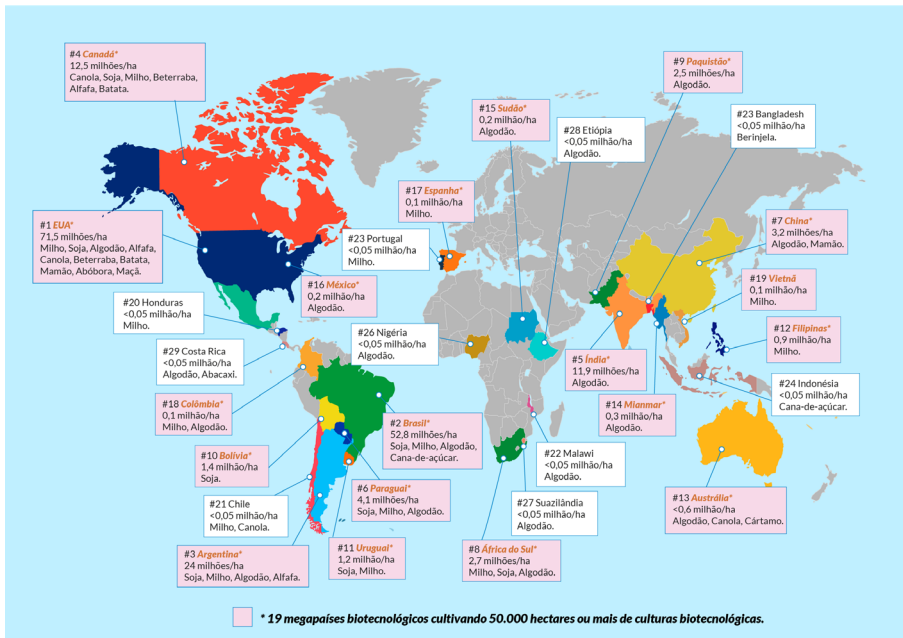 #4 Canadá*
12,5 milhões/ha
Canola, Soja, Milho, Beterraba,
Alfafa, Batata.
#9 Paquistão*
2,5 milhões/ha
Algodão.
#15 Sudão*
0,2 milhão/ha
Algodão.
#28 Etiópia
<0,05 milhão/ha
Algodão.
#23 Bangladesh
<0,05 milhão/ha
Berinjela.
#17 Espanha*
0,1 milhão/ha
Milho.
#1 EUA*
71,5 milhões/ha
Milho, Soja, Algodão, Alfafa,
Canola, Beterraba, Batata,
Mamão, Abóbora, Maçã.
#23 Portugal
<0,05 milhão/ha
Milho.
#7 China*
3,2 milhões/ha
Algodão, Mamão.
#16 México*
0,2 milhão/ha
Algodão.
#19 Vietnã
0,1 milhão/ha
Milho.
#20 Honduras
<0,05 milhão/ha
Milho.
#26 Nigéria
<0,05 milhão/ha
Algodão.
#12 Filipinas*
0,9 milhão/ha
Milho.
#29 Costa Rica
<0,05 milhão/ha
Algodão, Abacaxi.
#5 Índia*
11,9 milhões/ha
Algodão.
#24 Indonésia
<0,05 milhão/ha
Cana-de-açúcar.
#18 Colômbia*
0,1 milhão/ha
Milho, Algodão.
#14 Mianmar*
0,3 milhão/ha
Algodão.
#2 Brasil*
52,8 milhões/ha
Soja, Milho, Algodão,
Cana-de-açúcar.
#10 Bolívia*
1,4 milhão/ha
Soja.
#22 Malawi
<0,05 milhão/ha
Algodão.
#6 Paraguai*
4,1 milhões/ha
Soja, Milho, Algodão.
#13 Austrália*
<0,6 milhão/ha
Algodão, Canola, Cártamo.
#21 Chile
<0,05 milhão/ha
Milho, Canola.
#27 Suazilândia
<0,05 milhão/ha
Algodão.
#3 Argentina*
24 milhões/ha
Soja, Milho, Algodão, Alfafa.
#11 Uruguai*
1,2 milhão/ha
Soja, Milho.
#8 África do Sul*
2,7 milhões/ha
Milho, Soja, Algodão.
* 19 megapaíses biotecnológicos cultivando 50.000 hectares ou mais de culturas biotecnológicas.